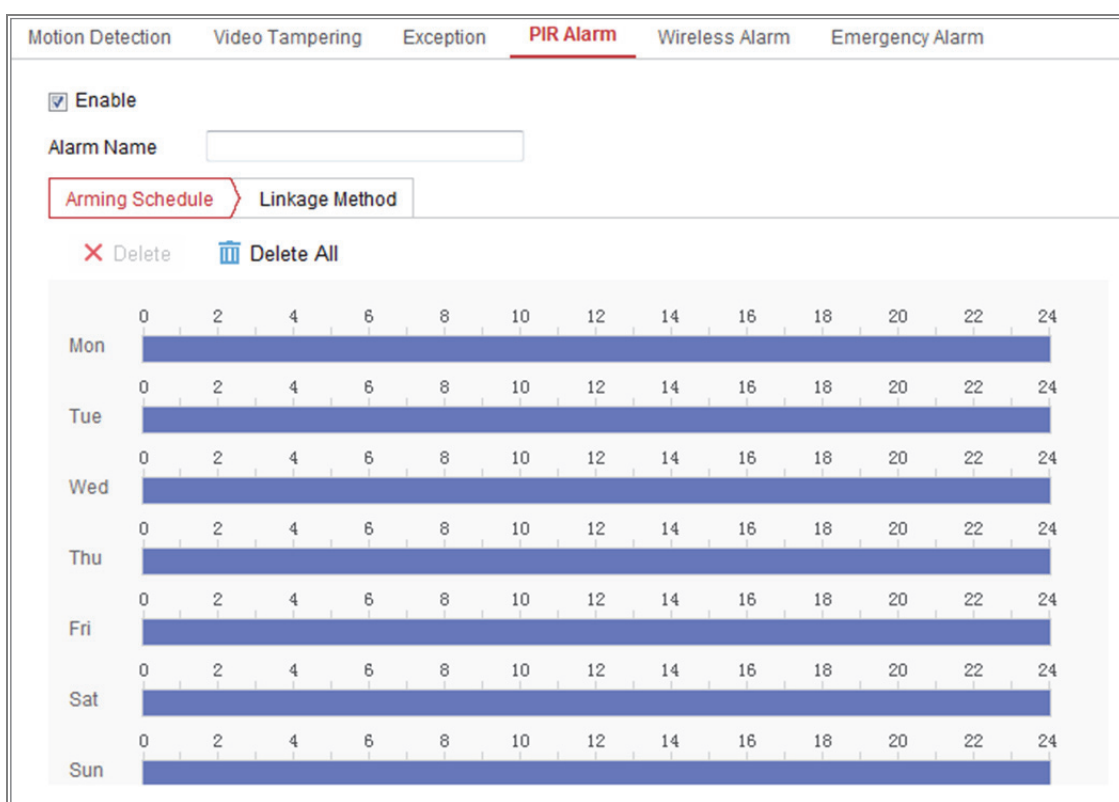 Motion Detection Video Tampering Exception PIR Alarm Wireless Alarm Emergency Alarm
Enable
Alarm Name
Arming Schedule Linkage Method
Delete Delete All
0 2 4 6 8 10 12 14 16 18 20 22 24
Mon
0 2 4 6 8 10 12 14 16 18 20 22 24
Tue
0 2 4 6 8 10 12 14 16 18 20 22 24
Wed
0 2 4 6 8 10 12 14 16 18 20 22 24
Thu
0 2 4 6 8 10 12 14 16 18 20 22 24
Fri
0 2 4 6 8 10 12 14 16 18 20 22 24
Sat
0 2 4 6 8 10 12 14 16 18 20 22 24
Sun